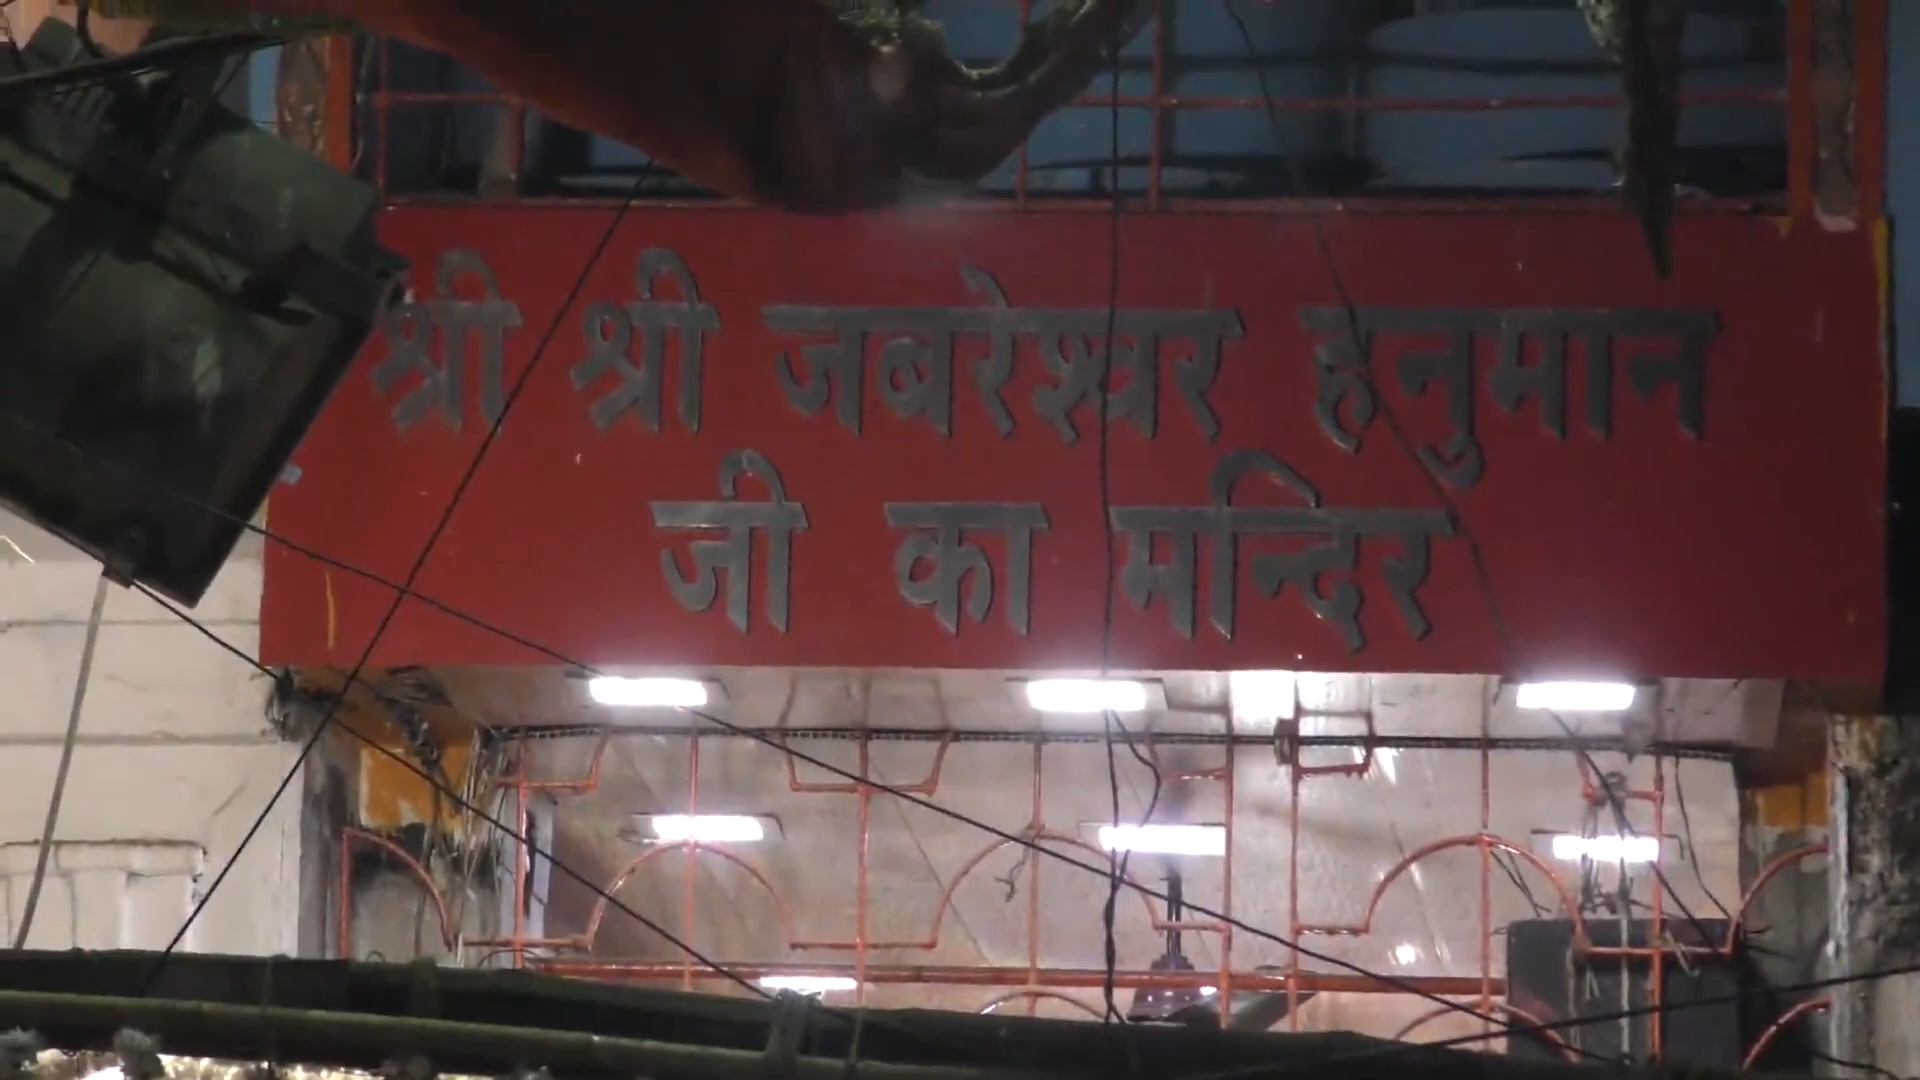 श्री श्री जबरेश्वर हनुमान
जी का मन्दिर